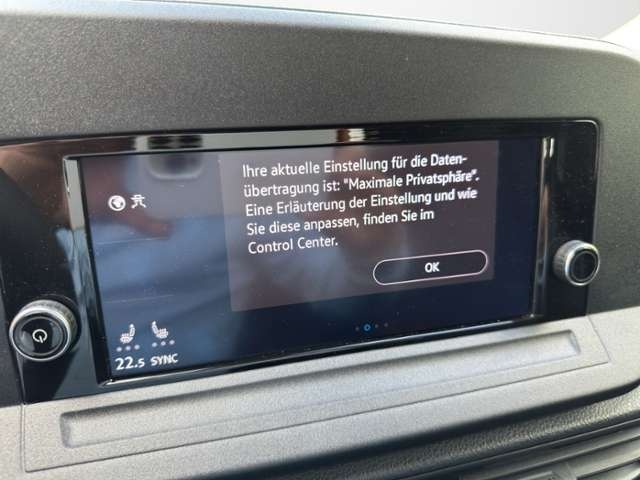 Ihre aktuelle Einstellung für die Daten-
übertragung ist: "Maximale Privatsphäre".
Eine Erläuterung der Einstellung und wie
Sie diese anpassen, finden Sie im
Control Center.
OK
22.5 SYNC